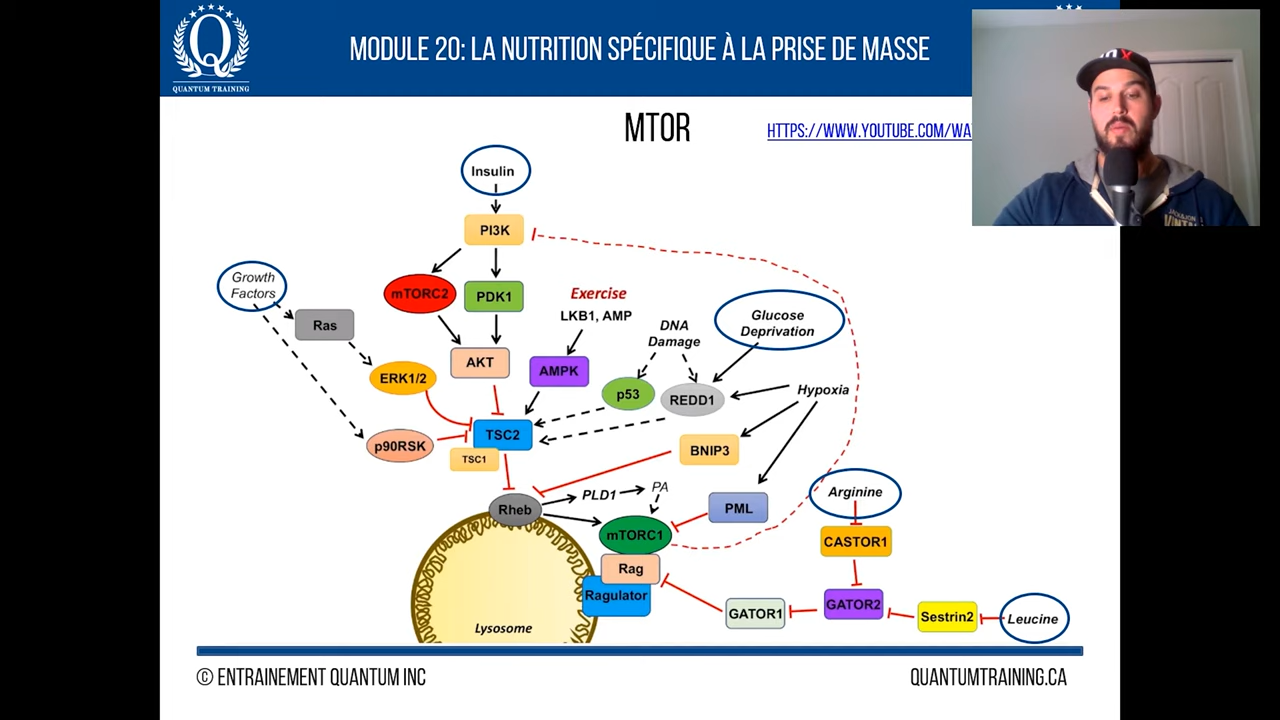 QUANTUM TRAINING
MODULE 20: LA NUTRITION SPÉCIFIQUE À LA PRISE DE MASSE
MTOR
HTTPS://WWW.YOUTUBE.COM/WA
Insulin
PI3K
Growth
Factors
mTORC2
PDK1
Exercise
LKB1, AMP
Glucose
Deprivation
Ras
DNA
Damage
AKT
AMPK
ERK1/2
p53
REDD1
Hypoxia
TSC2
p90RSK
TSC1
BNIP3
PLD1
PA
Arginine
Rheb
PML
mTORC1
CASTOR1
Rag
Ragulator
GATOR1
GATOR2
Sestrin2
Leucine
Lysosome
© ENTRAINEMENT QUANTUM INC
QUANTUMTRAINING.CA